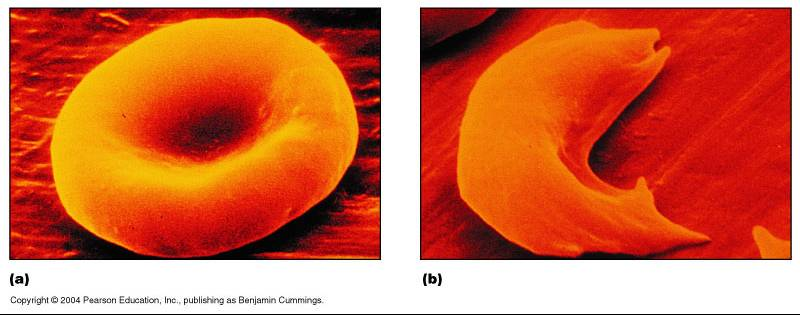 (a)
(b)
Copyright © 2004 Pearson Education, Inc., publishing as Benjamin Cummings.